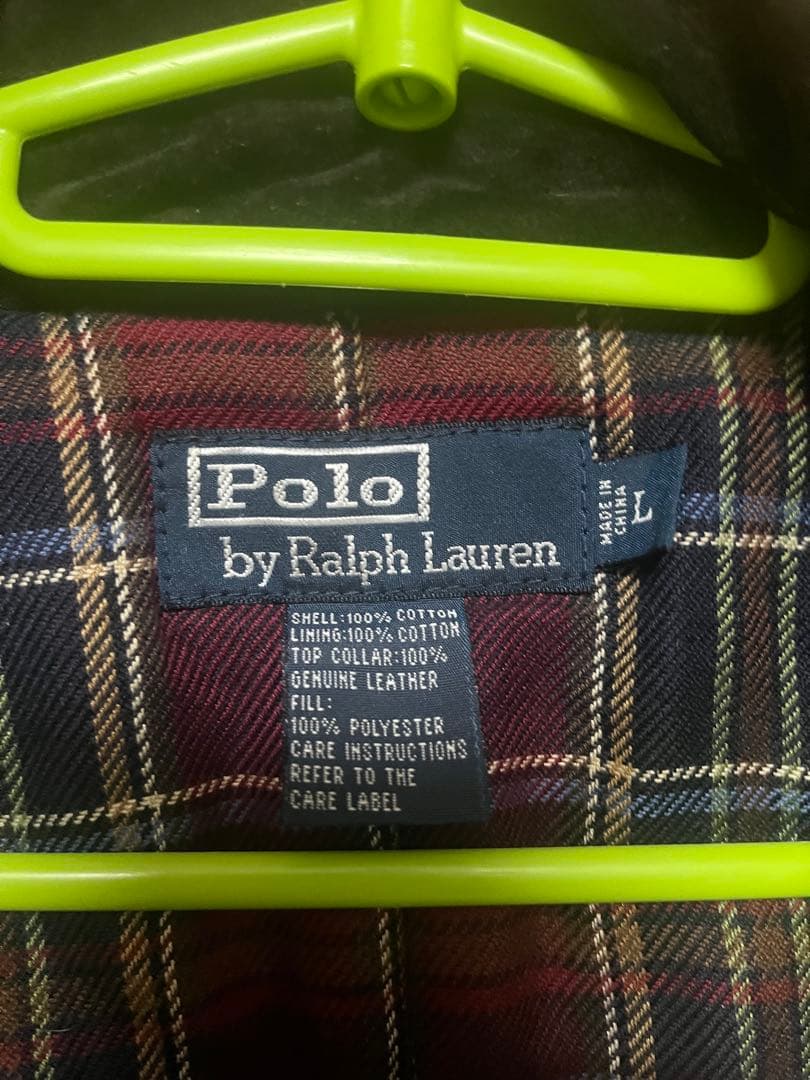 Polo
by Ralph Lauren
MADE IN
CHINA
L
SHELL:100% COTTON
LINING:100% COTTON
TOP COLLAR:100%
GENUINE LEATHER
FILL:
100% POLYESTER
CARE INSTRUCTIONS
REFER TO THE
CARE LABEL